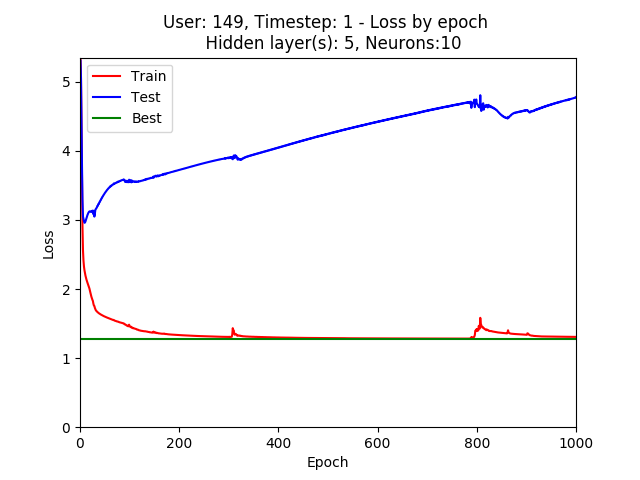 User: 149, Timestep: 1 - Loss by epoch
Hidden layer(s): 5, Neurons:10
Train
Test
Best
Loss
5
4
3
2
1
0
0 200 400 600 800 1000
Epoch